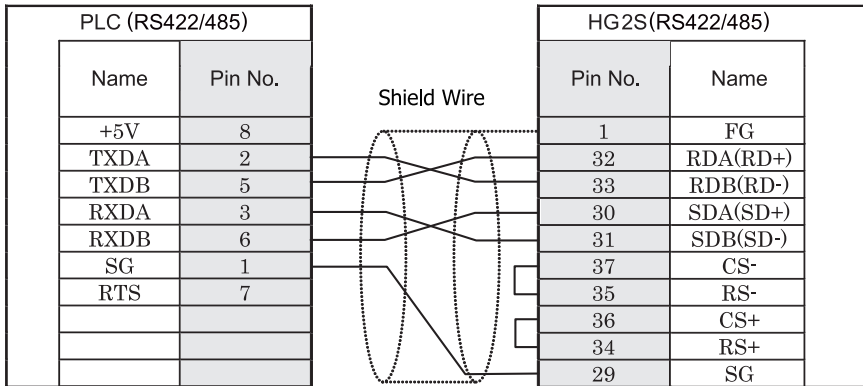 PLC (RS422/485) HG2S(RS422/485)
Name Pin No. Pin No. Name
Shield Wire
+5V 8 1 FG
TXDA 2 32 RDA(RD+)
TXDB 5 33 RDB(RD-)
RXDA 3 30 SDA(SD+)
RXDB 6 31 SDB(SD-)
SG 1 37 CS-
RTS 7 35 RS-
36 CS+
34 RS+
29 SG